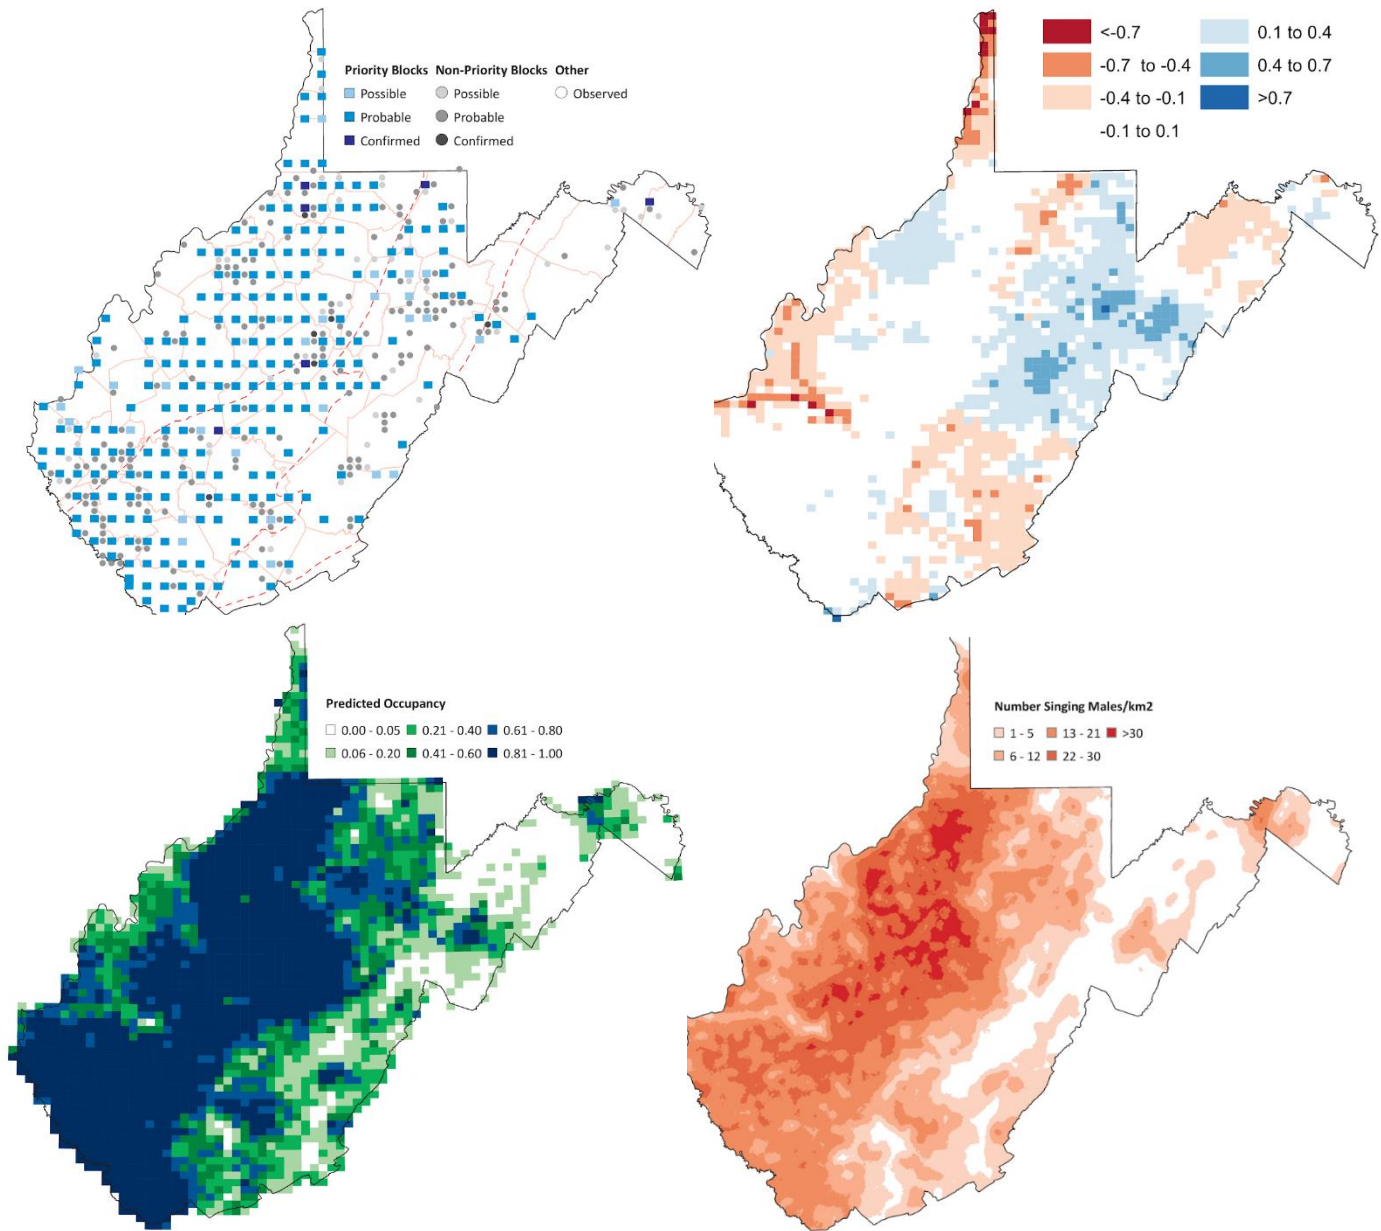 Priority Blocks Non-Priority Blocks Other
Possible Possible Observed
Probable Probable
Confirmed Confirmed
<-0.7 0.1 to 0.4
-0.7 to -0.4 0.4 to 0.7
-0.4 to -0.1 >0.7
-0.1 to 0.1
Predicted Occupancy
0.00 - 0.05 0.21 - 0.40 0.61 - 0.80
0.06 - 0.20 0.41 - 0.60 0.81 - 1.00
Number Singing Males/km2
1 - 5 13 - 21 >30
6 - 12 22 - 30